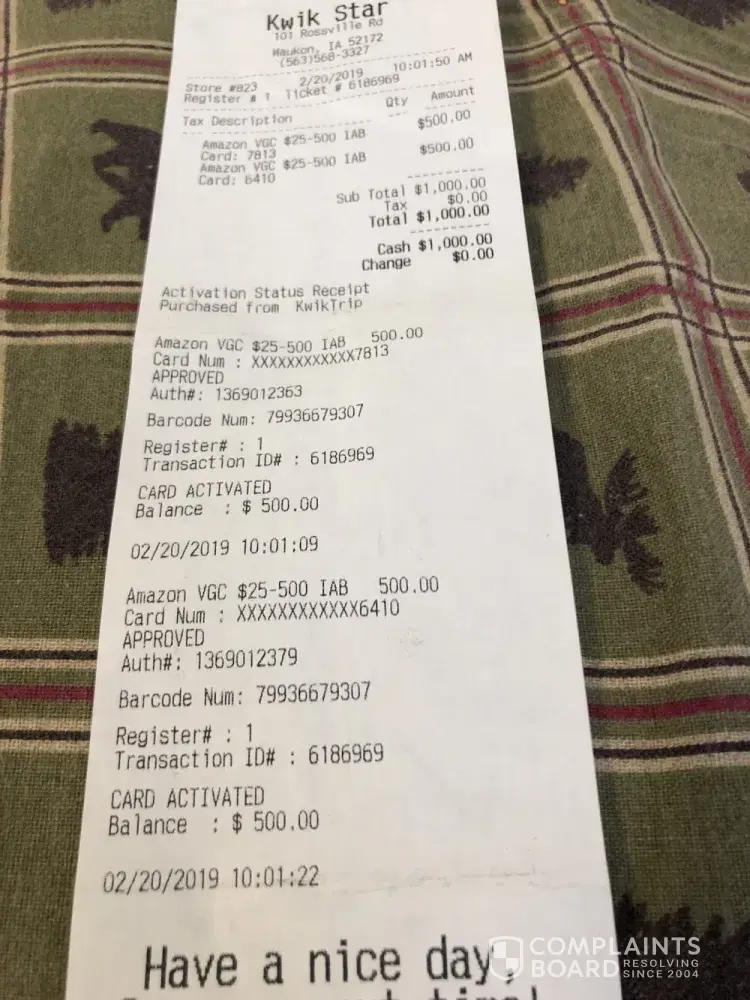 Kwik Star
101 Rossville Rd
Waukon, IA 52172
(563)568-3327
Store #823 2/20/2019 10:01:50 AM
Register # 1 Ticket # 6186969
Tax Description Qty Amount
Amazon VGC $25-500 IAB $500.00
Card: 7813
Amazon VGC $25-500 IAB $500.00
Card: 6410
Sub Total $1,000.00
Tax $0.00
Total $1,000.00
Cash $1,000.00
Change $0.00
Activation Status Receipt
Purchased from KwikTrip
Amazon VGC $25-500 IAB 500.00
Card Num : XXXXXXXXXXXX7813
APPROVED
Auth#: 1369012363
Barcode Num: 79936679307
Register# : 1
Transaction ID# : 6186969
CARD ACTIVATED
Balance : $ 500.00
02/20/2019 10:01:09
Amazon VGC $25-500 IAB 500.00
Card Num : XXXXXXXXXXXX6410
APPROVED
Auth#: 1369012379
Barcode Num: 79936679307
Register# : 1
Transaction ID# : 6186969
CARD ACTIVATED
Balance : $ 500.00
02/20/2019 10:01:22
Have a nice day,
COMPLAINTS
BOARD RESOLVING
SINCE 2004